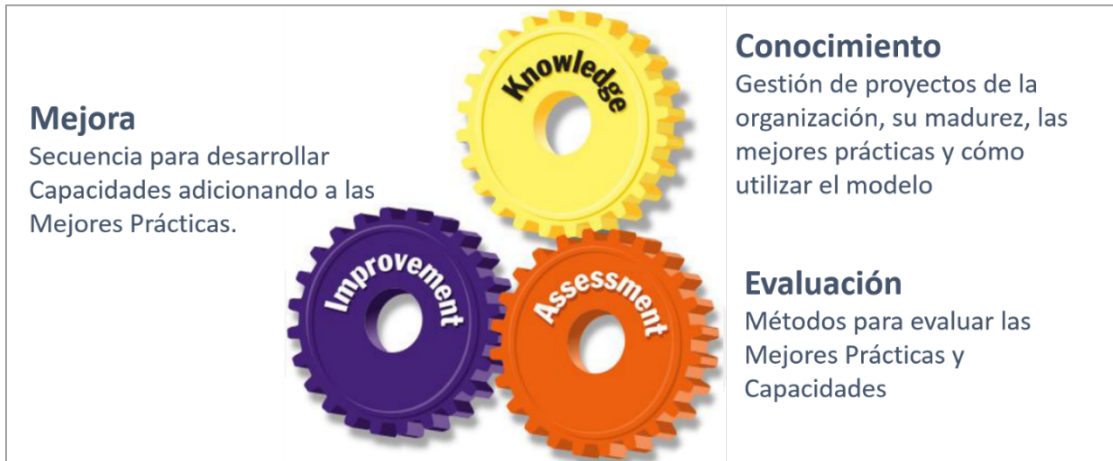 Mejora
Secuencia para desarrollar
Capacidades adicionando a las
Mejores Prácticas.
Knowledge
Improvement
Assessment
Conocimiento
Gestión de proyectos de la
organización, su madurez, las
mejores prácticas y cómo
utilizar el modelo
Evaluación
Métodos para evaluar las
Mejores Prácticas y
Capacidades